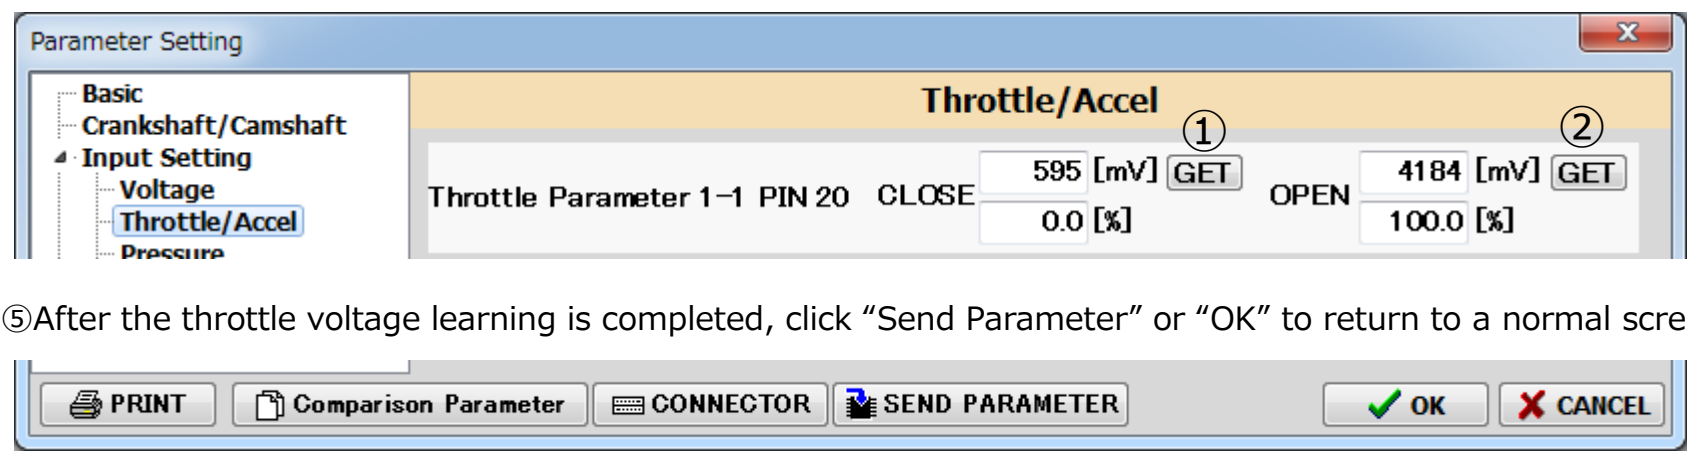 Parameter Setting
x
Basic
Crankshaft/Camshaft
Input Setting
Voltage
Throttle/Accel
Pressure
Throttle/Accel
① ②
Throttle Parameter 1-1 PIN 20 CLOSE 595 [mV] GET OPEN 4184 [mV] GET
0.0 [%] 100.0 [%]
⑤After the throttle voltage learning is completed, click “Send Parameter” or “OK” to return to a normal scre
PRINT Comparison Parameter CONNECTOR SEND PARAMETER OK CANCEL